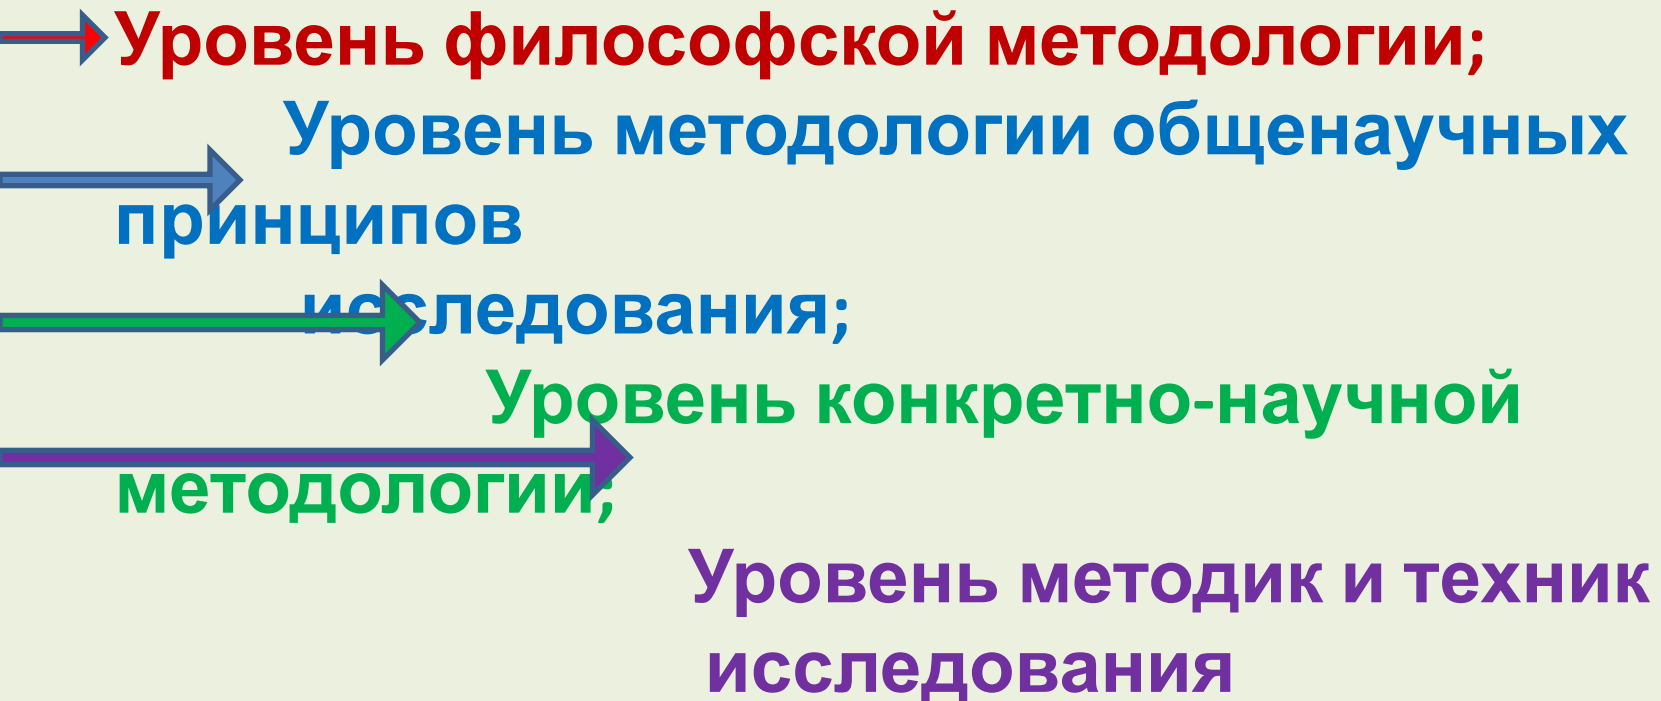 Уровень философской методологии;
Уровень методологии общенаучных
принципов
исследования;
Уровень конкретно-научной
методологии;
Уровень методик и техник
исследования